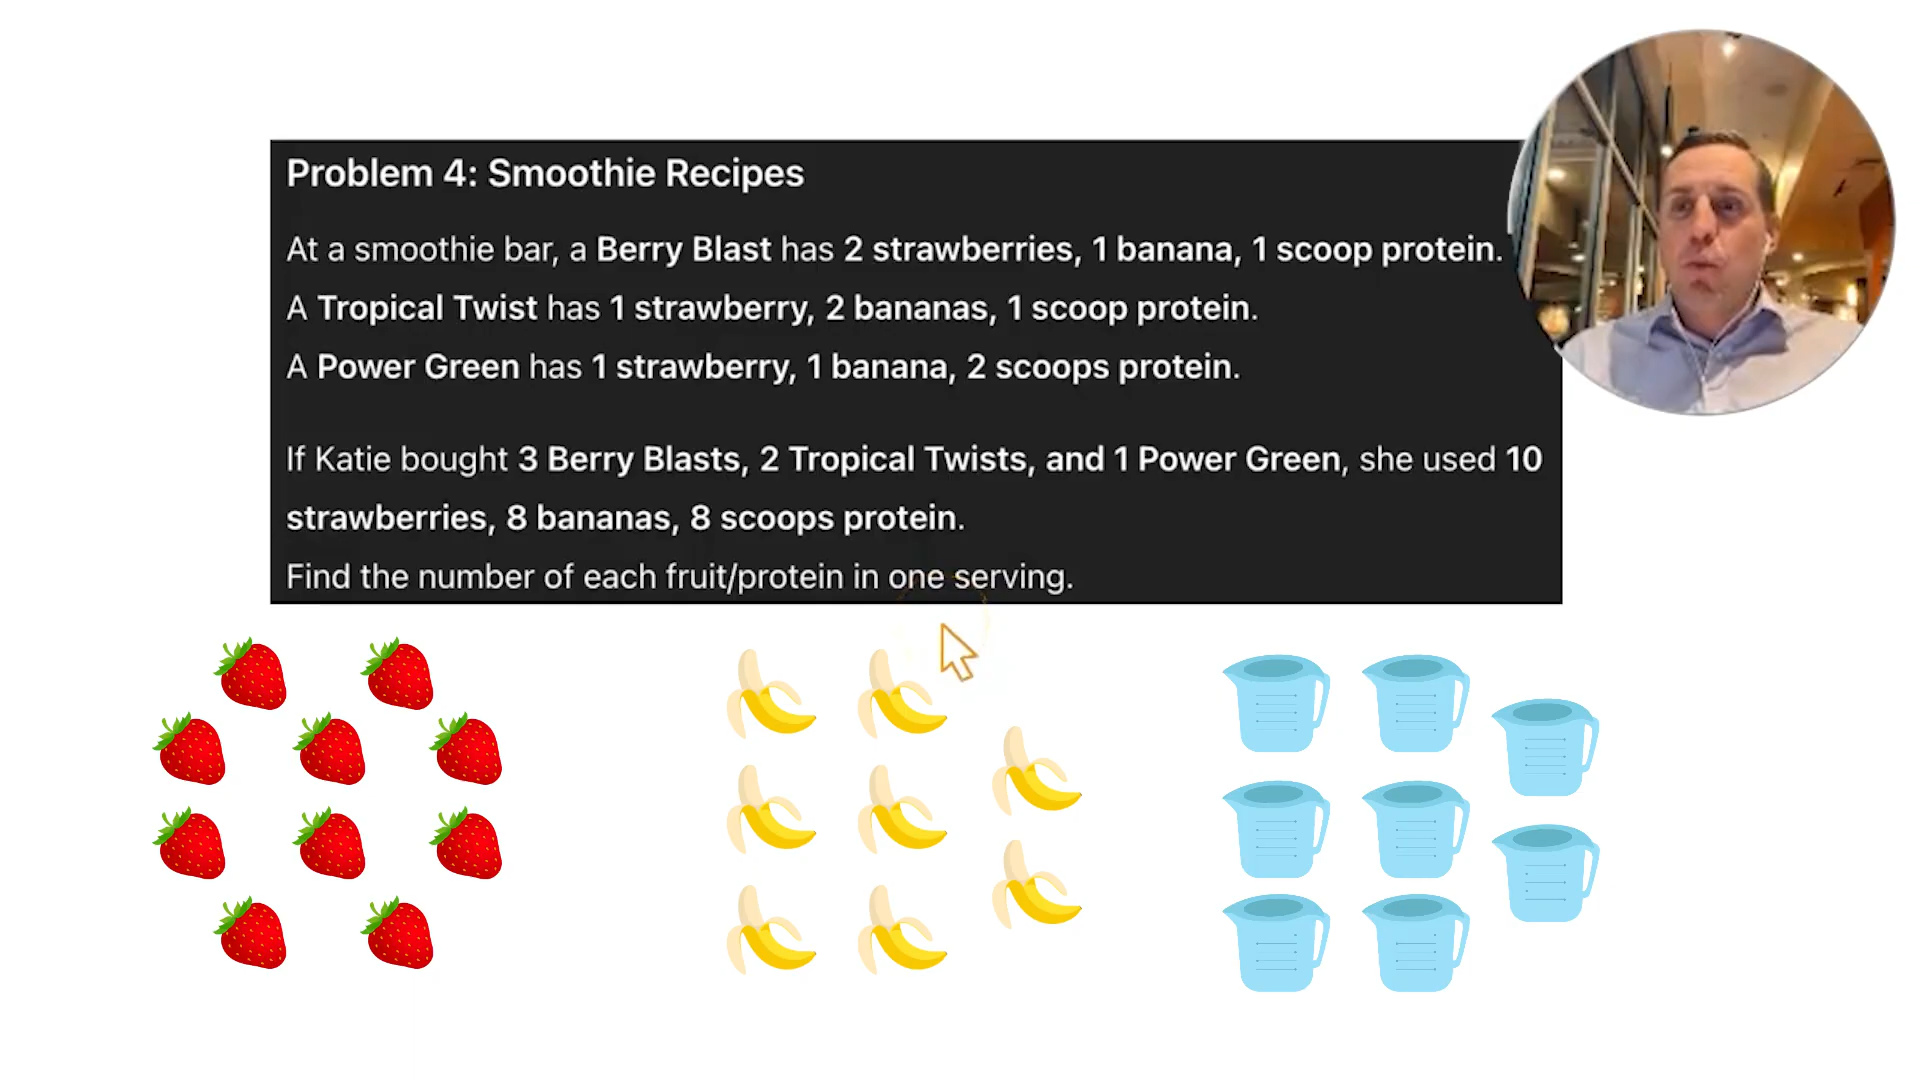 Problem 4: Smoothie Recipes
At a smoothie bar, a Berry Blast has 2 strawberries, 1 banana, 1 scoop protein.
A Tropical Twist has 1 strawberry, 2 bananas, 1 scoop protein.
A Power Green has 1 strawberry, 1 banana, 2 scoops protein.
If Katie bought 3 Berry Blasts, 2 Tropical Twists, and 1 Power Green, she used 10
strawberries, 8 bananas, 8 scoops protein.
Find the number of each fruit/protein in one serving.